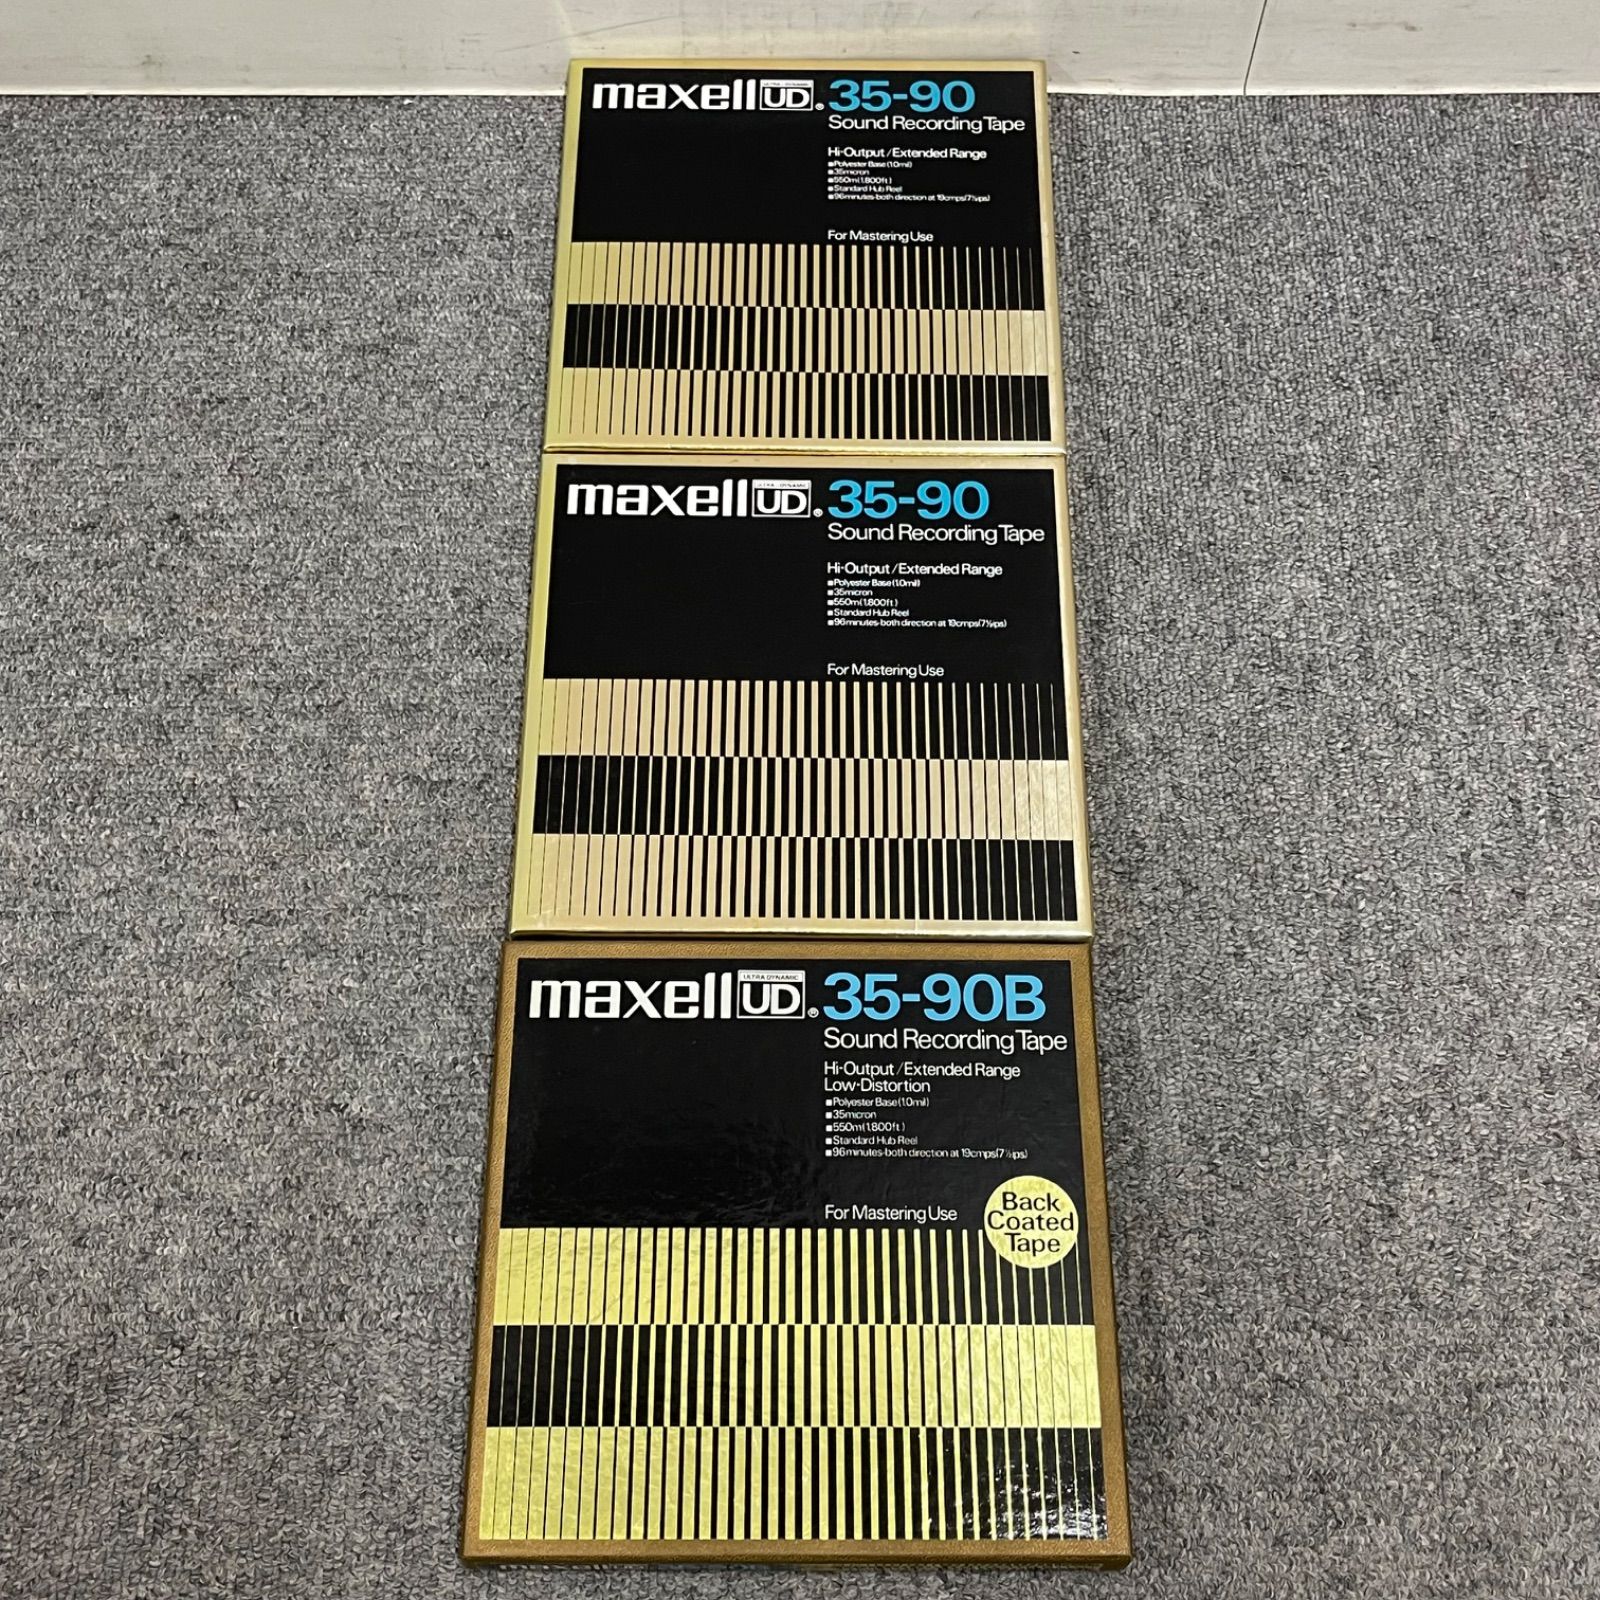 maxell ULTRA-DYNAMIC UD® 35-90
Sound Recording Tape
Hi-Output/Extended Range
■Polyester Base (1.0mil)
■35micron
■550m(1,800ft)
■Standard Hub Reel
■96minutes-both direction at 19cmps(7½ips)
For Mastering Use
maxell ULTRA-DYNAMIC UD® 35-90
Sound Recording Tape
Hi-Output/Extended Range
■Polyester Base (1.0mil)
■35micron
■550m(1,800ft)
■Standard Hub Reel
■96minutes-both direction at 19cmps(7½ips)
For Mastering Use
maxell ULTRA DYNAMIC UD® 35-90B
Sound Recording Tape
Hi-Output/Extended Range
Low-Distortion
■Polyester Base (1.0mil)
■35micron
■550m(1,800ft)
■Standard Hub Reel
■96minutes-both direction at 19cmps(7½ips)
For Mastering Use
Back
Coated
Tape